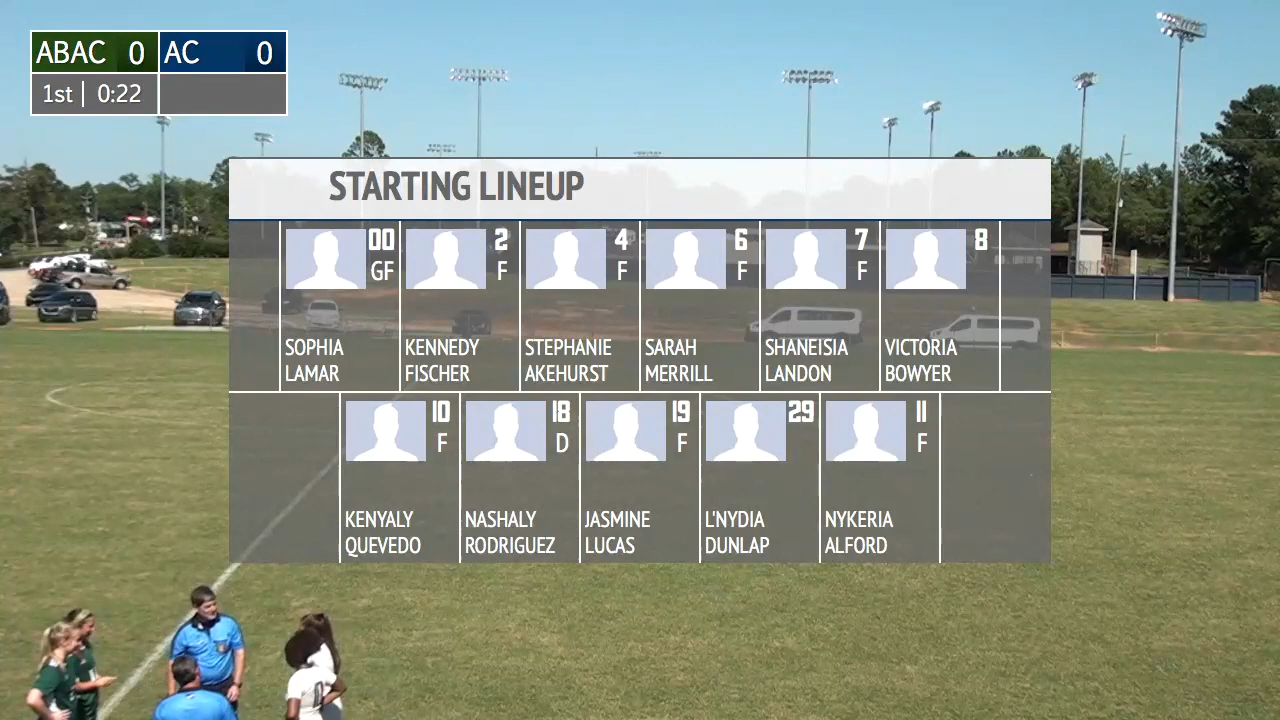 ABAC 0 AC 0
1st | 0:22
STARTING LINEUP
00 2 4 6 7 8
GF F F F F
SOPHIA KENNEDY STEPHANIE SARAH SHANEISIA VICTORIA
LAMAR FISCHER AKEHURST MERRILL LANDON BOWYER
10 18 19 29 11
F D F F
KENYALY NASHALY JASMINE L'NYDIA NYKERIA
QUEVEDO RODRIGUEZ LUCAS DUNLAP ALFORD